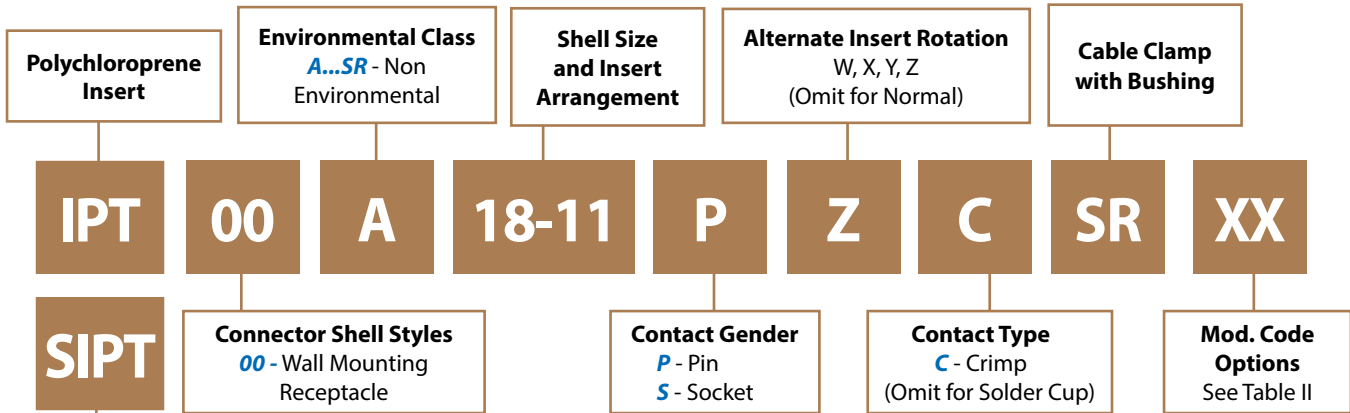 Polychloroprene
Insert
Environmental Class
A...SR - Non
Environmental
Shell Size
and Insert
Arrangement
Alternate Insert Rotation
W, X, Y, Z
(Omit for Normal)
Cable Clamp
with Bushing
IPT
00
A
18-11
P
Z
C
SR
XX
SIPT
Connector Shell Styles
00 - Wall Mounting
Receptacle
Contact Gender
P - Pin
S - Socket
Contact Type
C - Crimp
(Omit for Solder Cup)
Mod. Code
Options
See Table II